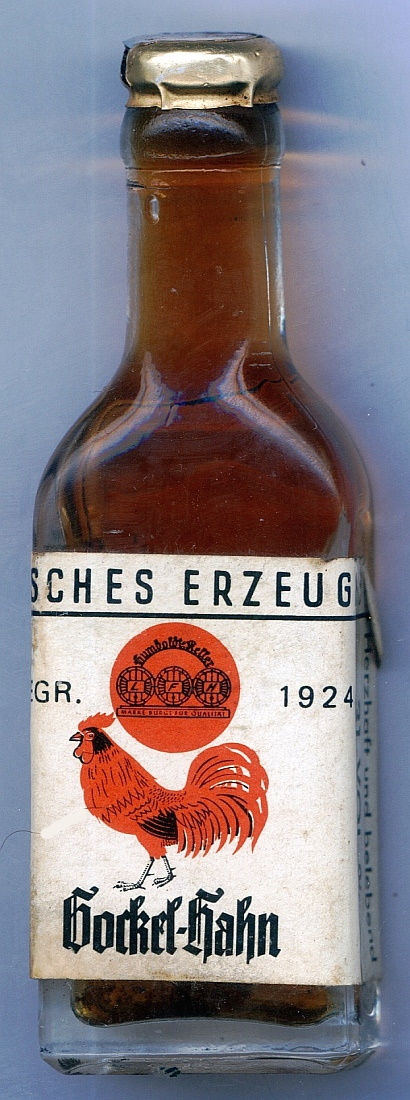 SCHES ERZEUG
Humboldt-Keller
L F H
MARKE BÜRGT FÜR QUALITÄT
EGR. 1924
Gockel-Hahn
Herzhaft und belebend